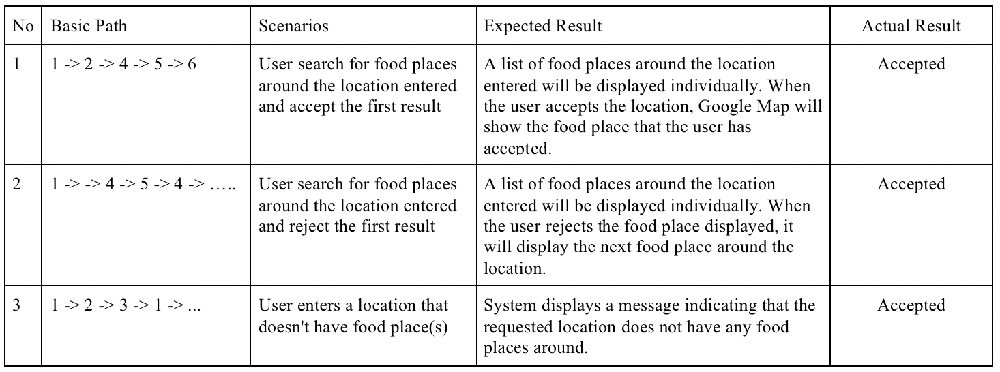 No Basic Path Scenarios Expected Result Actual Result
1 1 -> 2 -> 4 -> 5 -> 6 User search for food places A list of food places around the location Accepted
around the location entered entered will be displayed individually. When
and accept the first result the user accepts the location, Google Map will
show the food place that the user has
accepted.
2 1 -> -> 4 -> 5 -> 4 -> ..... User search for food places A list of food places around the location Accepted
around the location entered entered will be displayed individually. When
and reject the first result the user rejects the food place displayed, it
will display the next food place around the
location.
3 1 -> 2 -> 3 -> 1 -> ... User enters a location that System displays a message indicating that the Accepted
doesn't have food place(s) requested location does not have any food
places around.